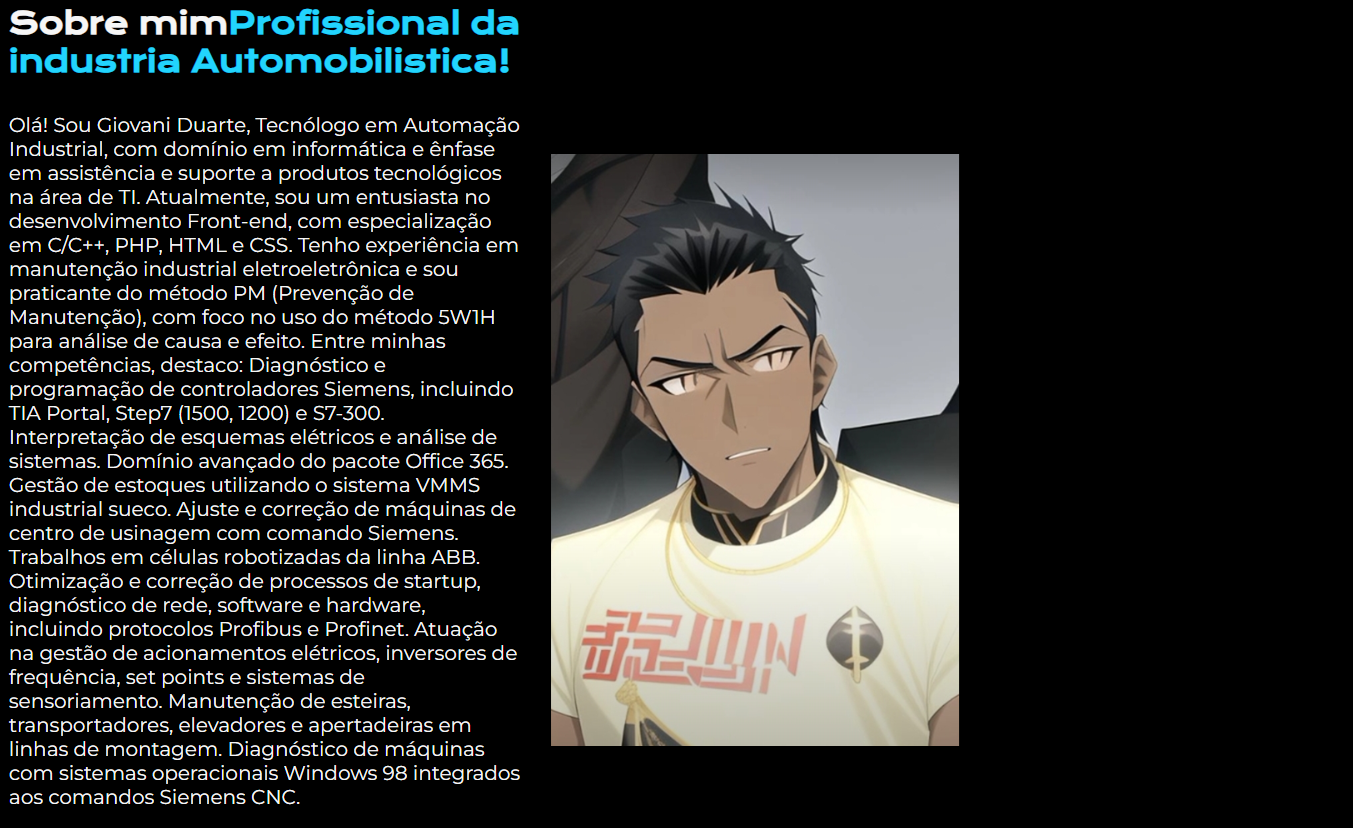 Sobre mimProfissional da
industria Automobilistica!
Olá! Sou Giovani Duarte, Tecnólogo em Automação
Industrial, com domínio em informática e ênfase
em assistência e suporte a produtos tecnológicos
na área de TI. Atualmente, sou um entusiasta no
desenvolvimento Front-end, com especialização
em C/C++, PHP, HTML e CSS. Tenho experiência em
manutenção industrial eletroeletrônica e sou
praticante do método PM (Prevenção de
Manutenção), com foco no uso do método 5W1H
para análise de causa e efeito. Entre minhas
competências, destaco: Diagnóstico e
programação de controladores Siemens, incluindo
TIA Portal, Step7 (1500, 1200) e S7-300.
Interpretação de esquemas elétricos e análise de
sistemas. Domínio avançado do pacote Office 365.
Gestão de estoques utilizando o sistema VMMS
industrial sueco. Ajuste e correção de máquinas de
centro de usinagem com comando Siemens.
Trabalhos em células robotizadas da linha ABB.
Otimização e correção de processos de startup,
diagnóstico de rede, software e hardware,
incluindo protocolos Profibus e Profinet. Atuação
na gestão de acionamentos elétricos, inversores de
frequência, set points e sistemas de
sensoriamento. Manutenção de esteiras,
transportadores, elevadores e apertadeiras em
linhas de montagem. Diagnóstico de máquinas
com sistemas operacionais Windows 98 integrados
aos comandos Siemens CNC.